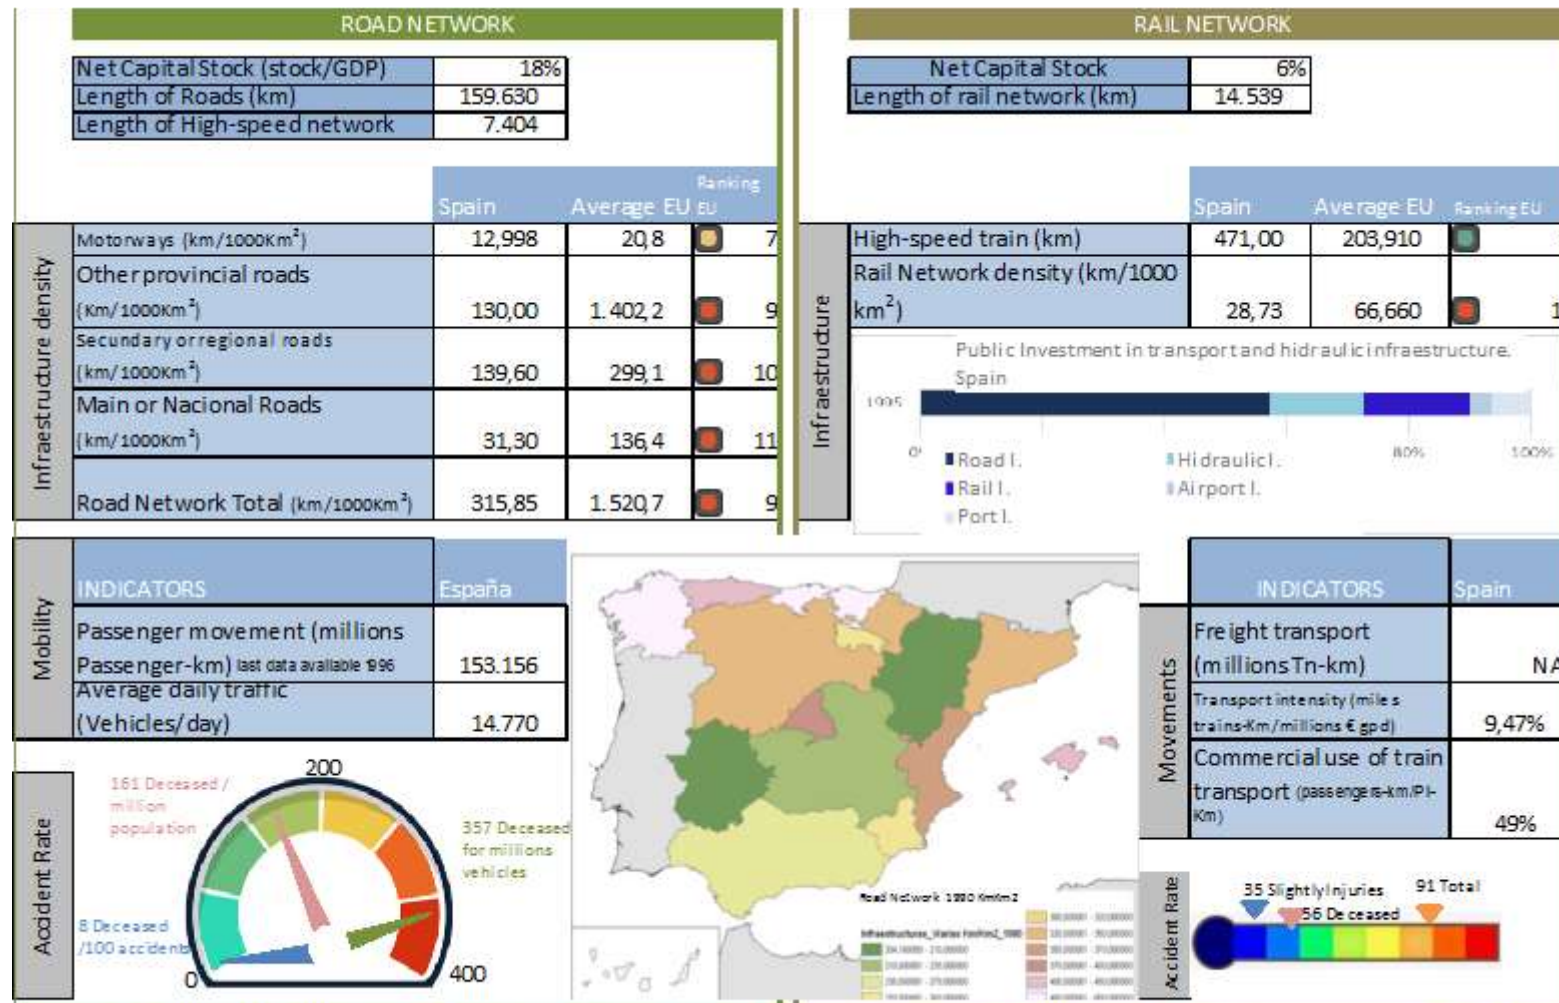 ROAD NETWORK
Net Capital Stock (stock/GDP) 18%
Length of Roads (km) 159.630
Length of High-speed network 7.404
Spain Average EU Ranking EU
Infraestructure density
Motorways (km/1000Km²) 12,998 20,8 7
Other provincial roads
(Km/1000Km²) 130,00 1.402,2 9
Secundary or regional roads
(km/1000Km²) 139,60 299,1 10
Main or Nacional Roads
(km/1000Km²) 31,30 136,4 11
Road Network Total (km/1000Km²) 315,85 1.520,7 9
RAIL NETWORK
Net Capital Stock 6%
Length of rail network (km) 14.539
Spain Average EU Ranking EU
Infraestructure
High-speed train (km) 471,00 203,910
Rail Network density (km/1000
km²) 28,73 66,660 1
Public Investment in transport and hidraulic infraestructure.
Spain
1995
80% 100%
Road I. Hidraulic I.
Rail I. Airport I.
Port I.
Mobility
INDICATORS España
Passenger movement (millions
Passenger-km) last data available 1996 153.156
Average daily traffic
(Vehicles/day) 14.770
Accident Rate
161 Deceased /
million
population
200
357 Deceased
for millions
vehicles
8 Deceased
/100 accidents
0
400
Road Network 1990 Km/Km2
Movements
INDICATORS Spain
Freight transport
(millions Tn-km) NA
Transport intensity (miles
trains-Km/millions € gpd) 9,47%
Commercial use of train
transport (passengers-km/Pl-
Km) 49%
Accident Rate
35 Slightly Injuries 91 Total
56 Deceased